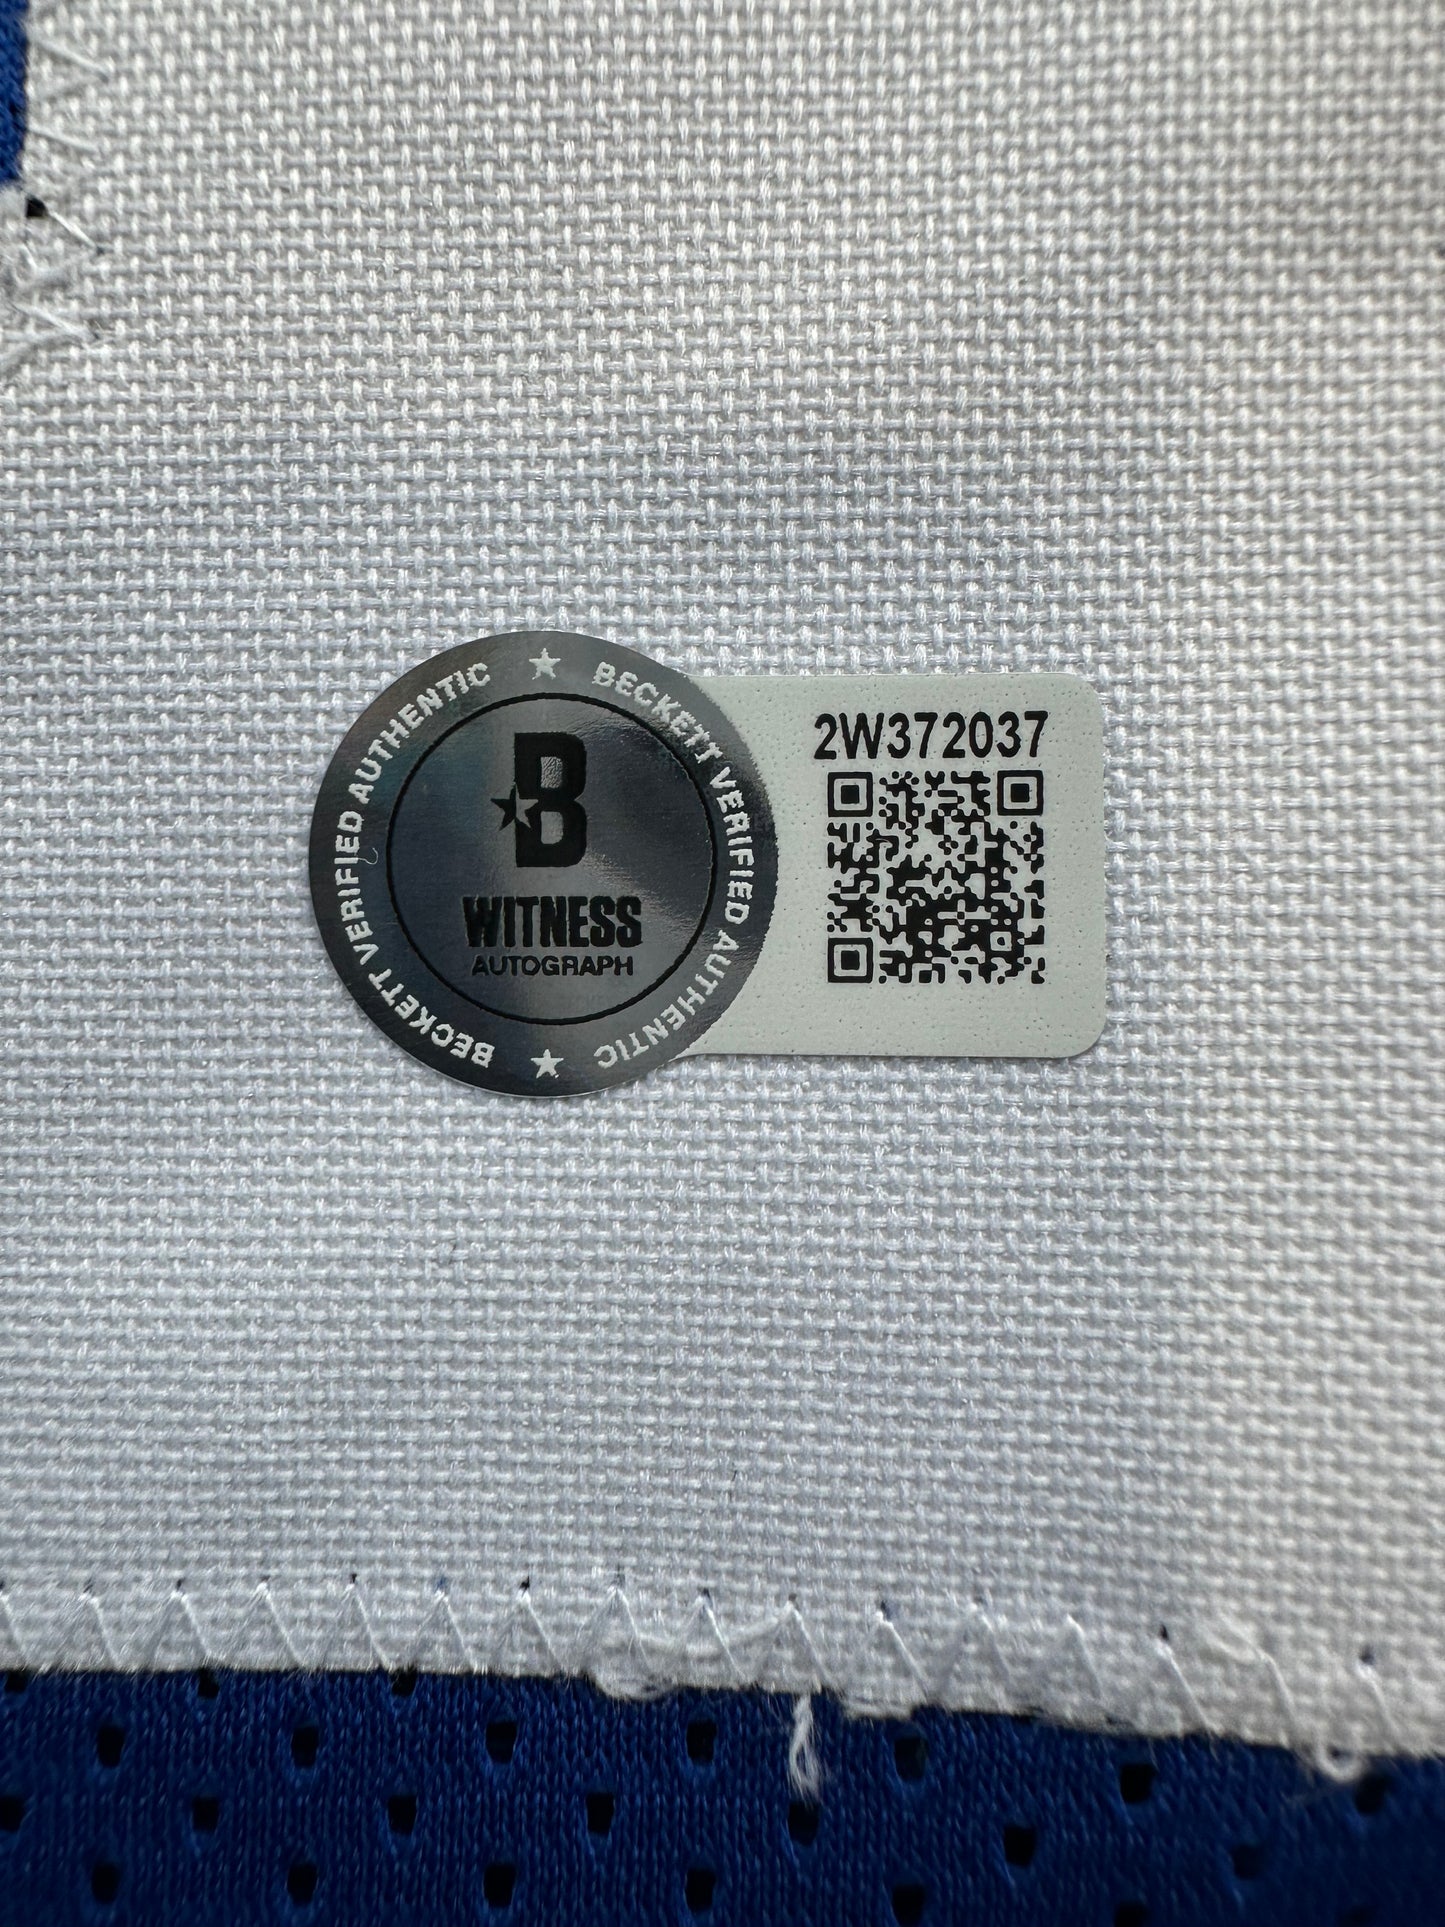 BECKETT VERIFIED AUTHENTIC ★ BECKETT VERIFIED AUTHENTIC ★
B
WITNESS
AUTOGRAPH
2W372037